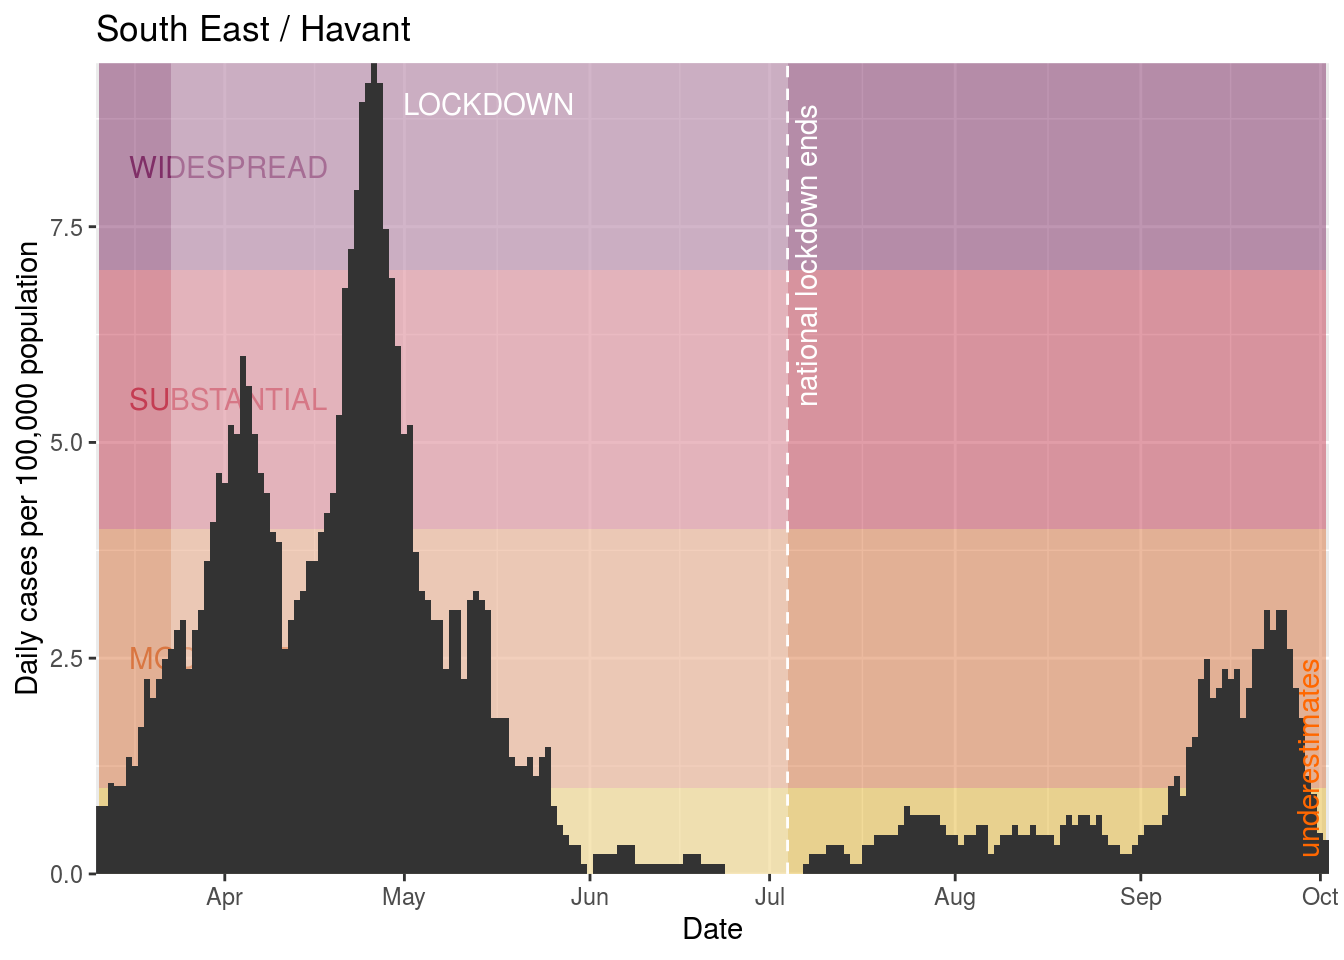 South East / Havant
LOCKDOWN
WIDESPREAD
national lockdown ends
7.5
SUBSTANTIAL
5.0
Daily cases per 100,000 population
2.5
underestimates
0.0
Apr
May
Jun
Jul
Aug
Sep
Oct
Date